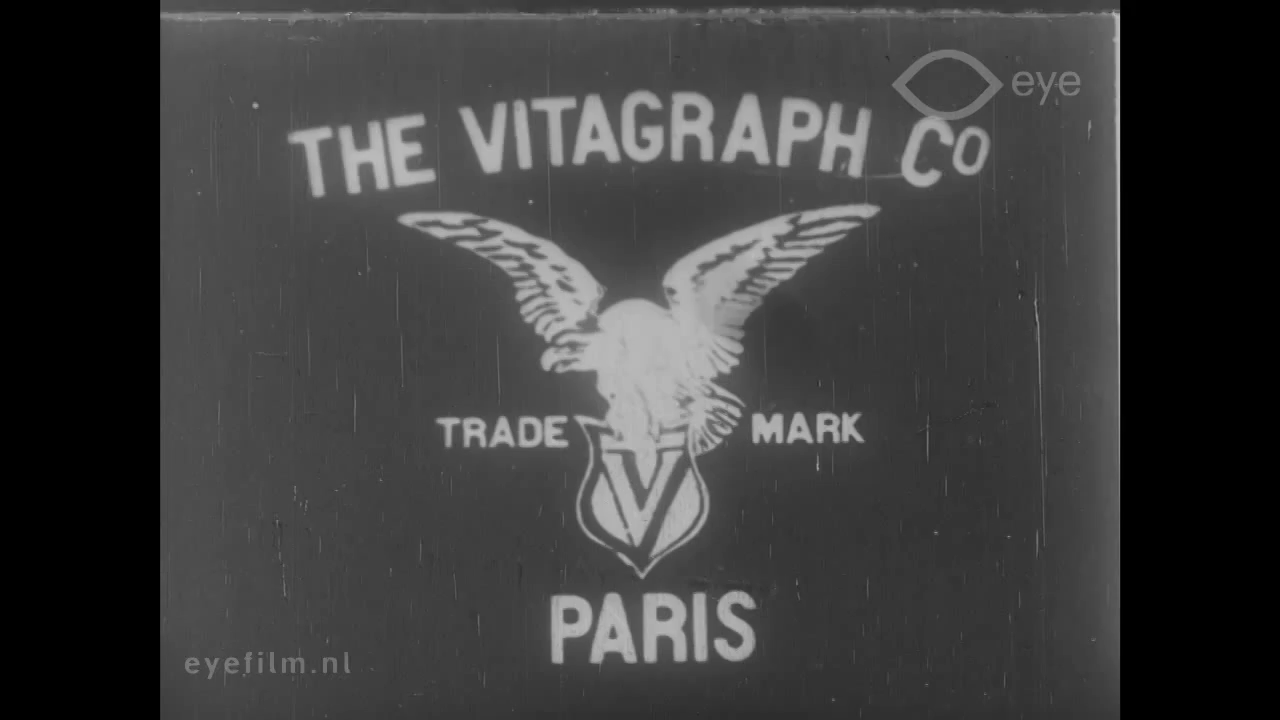 eye
THE VITAGRAPH CO
TRADE MARK
V
PARIS
eyefilm.nl